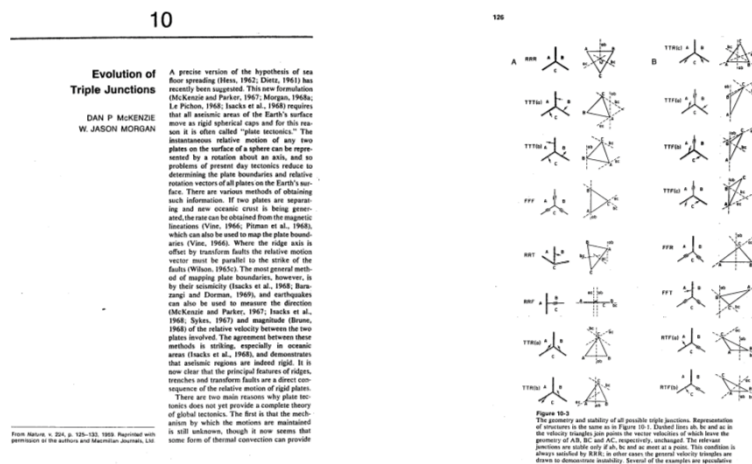 10
Evolution of
Triple Junctions
DAN P McKENZIE
W. JASON MORGAN
A precise version of the hypothesis of sea
floor spreading (Hess, 1962; Dietz, 1961) has
recently been suggested. This new formulation
(McKenzie and Parker, 1967; Morgan, 1968a;
Le Pichon, 1968; Isacks et al., 1968) requires
that all aseismic areas of the Earth's surface
move as rigid spherical caps and for this rea-
son it is often called "plate tectonics." The
instantaneous relative motion of any two
plates on the surface of a sphere can be repre-
sented by a rotation about an axis, and so
problems of present day tectonics reduce to
determining the plate boundaries and relative
rotation vectors of all plates on the Earth's sur-
face. There are various methods of obtaining
such information. If two plates are separat-
ing and new oceanic crust is being gener-
ated, the rate can be obtained from the magnetic
lineations (Vine, 1966; Pitman et al., 1968),
which can also be used to map the plate bound-
aries (Vine, 1966). Where the ridge axis is
offset by transform faults the relative motion
vector must be parallel to the strike of the
faults (Wilson, 1965c). The most general meth-
od of mapping plate boundaries, however, is
by their seismicity (Isacks et al., 1968; Bara-
zangi and Dorman, 1969), and earthquakes
can also be used to measure the direction
(McKenzie and Parker, 1967; Isacks et al.,
1968; Sykes, 1967) and magnitude (Brune,
1968) of the relative velocity between the two
plates involved. The agreement between these
methods is striking, especially in oceanic
areas (Isacks et al., 1968), and demonstrates
that aseismic regions are indeed rigid. It is
now clear that the principal features of ridges,
trenches and transform faults are a direct con-
sequence of the relative motion of rigid plates.
There are two main reasons why plate tec-
tonics does not yet provide a complete theory
of global tectonics. The first is that the mech-
anism by which the motions are maintained
is still unknown, though it now seems that
some form of thermal convection can provide
From Nature, v. 224, p. 125–133, 1969. Reprinted with
permission of the authors and Macmillan Journals, Ltd.
126
A
RRR
TTT(a)
TTT(b)
FFF
RRT
RRF
TTR(a)
TTR(b)
B
TTR(c)
TTF(a)
TTF(b)
TTF(c)
FFR
FFT
RTF(a)
RTF(b)
Figure 10-3
The geometry and stability of all possible triple junctions. Representation
of structures is the same as in Figure 10-1. Dashed lines ab, bc and ac in
the velocity triangles join points the vector velocities of which leave the
geometry of AB, BC and AC, respectively, unchanged. The relevant
junctions are stable only if ab, bc and ac meet at a point. This condition is
always satisfied by RRR; in other cases the general velocity triangles are
drawn to demonstrate instability. Several of the examples are speculative